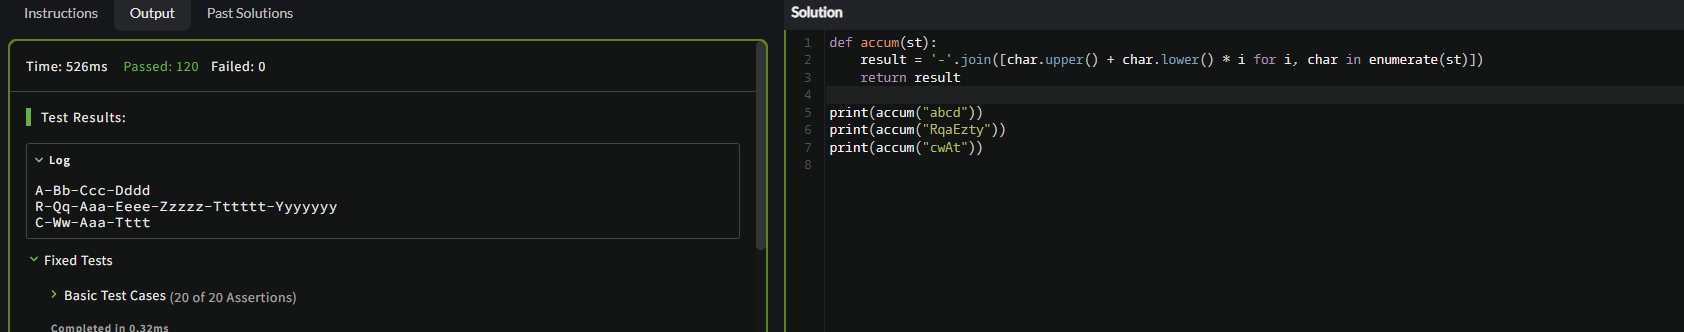 Instructions Output Past Solutions
Time: 526ms Passed: 120 Failed: 0
Test Results:
Log
A-Bb-Ccc-Dddd
R-Qq-Aaa-Eeee-Zzzzz-Tttttt-Yyyyyyy
C-Ww-Aaa-Tttt
Fixed Tests
Basic Test Cases (20 of 20 Assertions)
Completed in 0.32ms
Solution
1 def accum(st):
2     result = '-'.join([char.upper() + char.lower() * i for i, char in enumerate(st)])
3     return result
4
5 print(accum("abcd"))
6 print(accum("RqaEzty"))
7 print(accum("cwAt"))
8